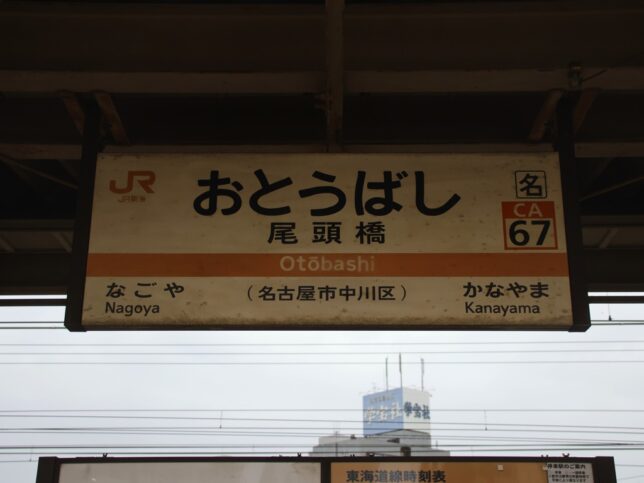 JR
JR東海
おとうばし
名
CA
67
尾頭橋
Otōbashi
なごや
Nagoya
(名古屋市中川区)
かなやま
Kanayama
東海道線時刻表